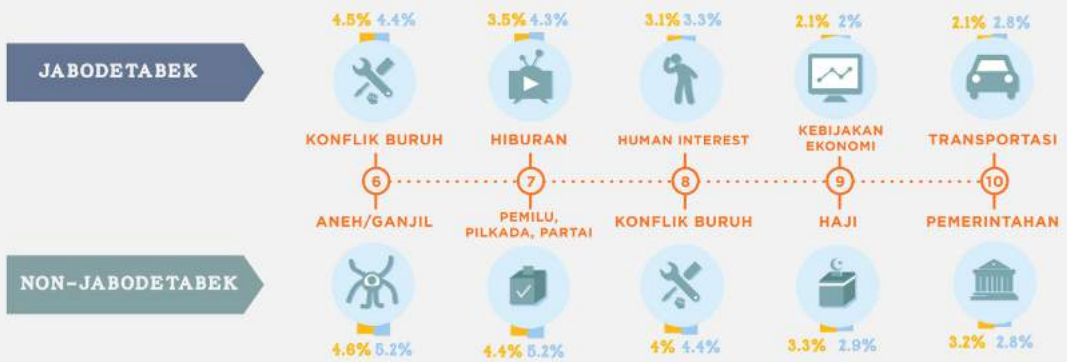 4.5% 4.4%
3.5% 4.3%
3.1% 3.3%
2.1% 2%
2.1% 2.8%
JABODETABEK
KONFLIK BURUH
HIBURAN
HUMAN INTEREST
KEBIJAKAN
EKONOMI
TRANSPORTASI
6
7
8
9
10
ANEH/GANJIL
PEMILU,
PILKADA, PARTAI
KONFLIK BURUH
HAJI
PEMERINTAHAN
NON-JABODETABEK
4.6% 5.2%
4.4% 5.2%
4% 4.4%
3.3% 2.9%
3.2% 2.8%